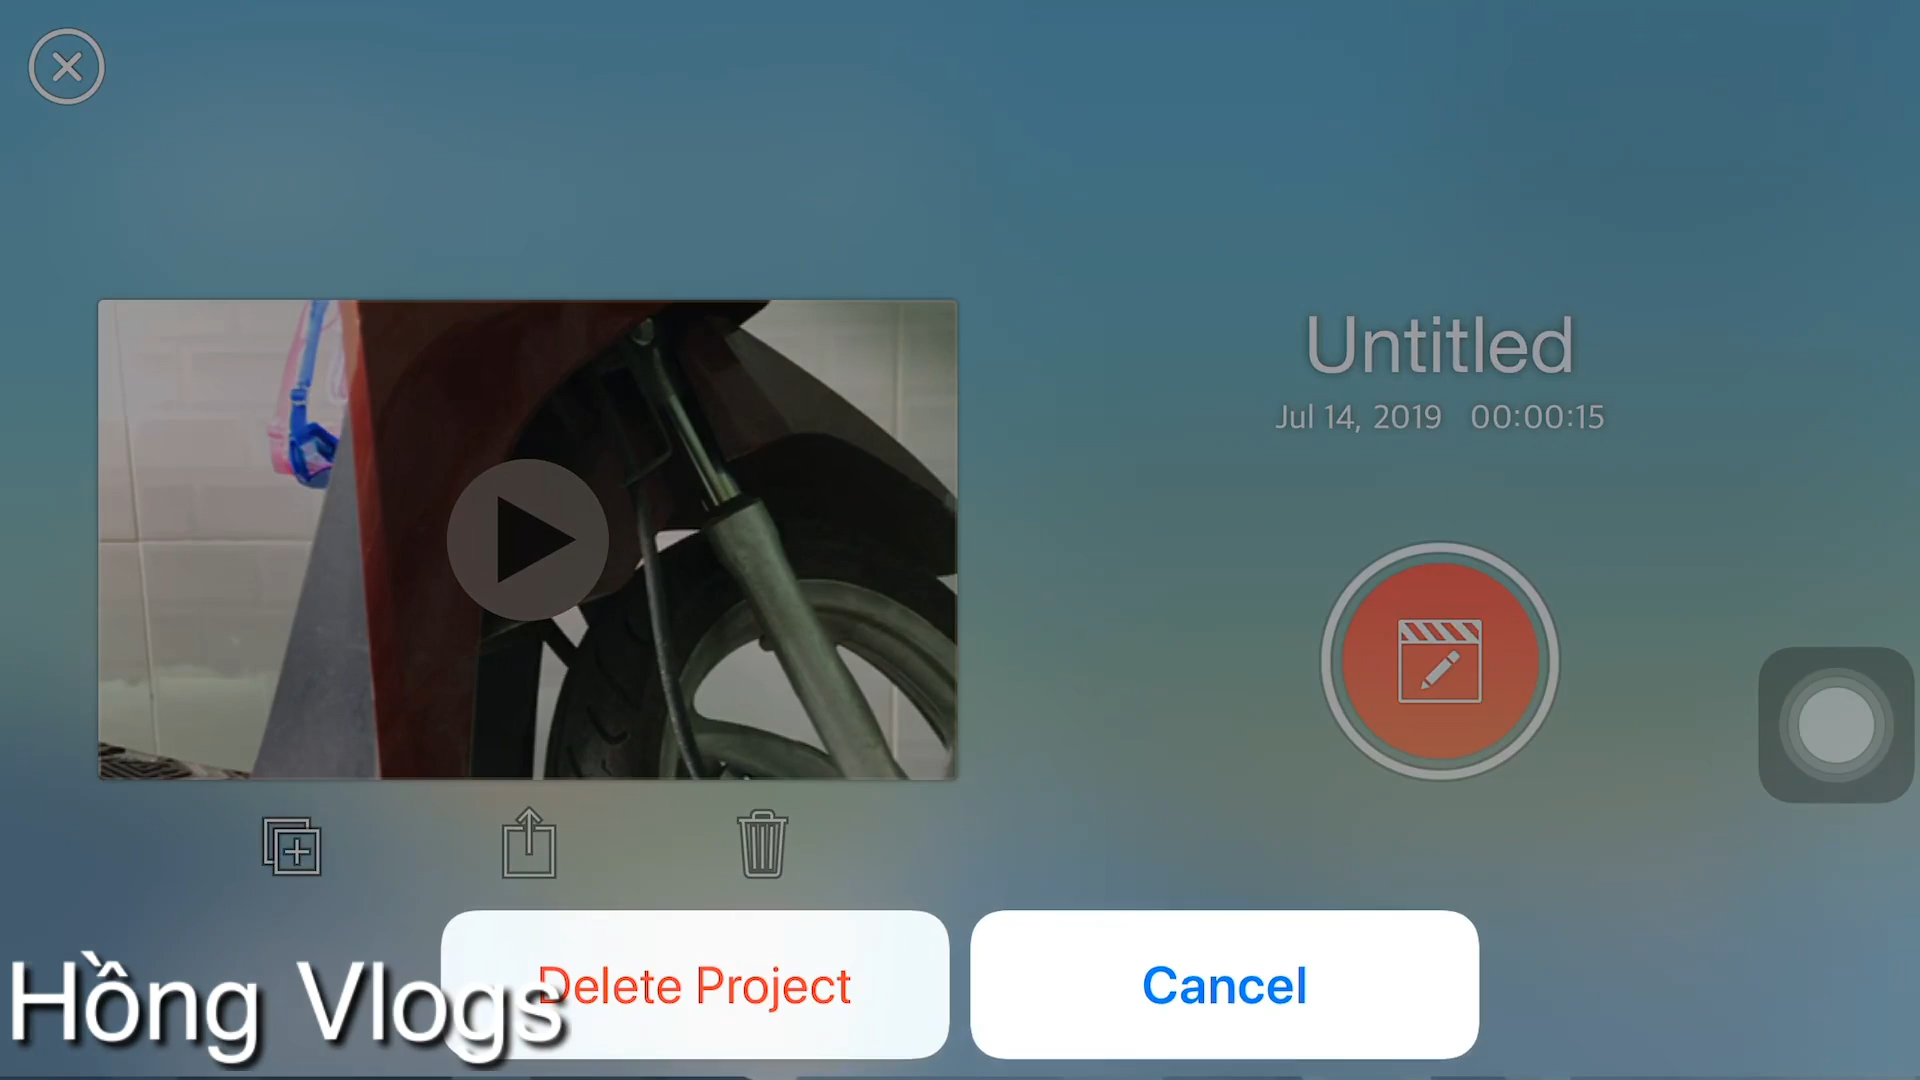 Untitled
Jul 14, 2019 00:00:15
Delete Project
Cancel
Hồng Vlogs